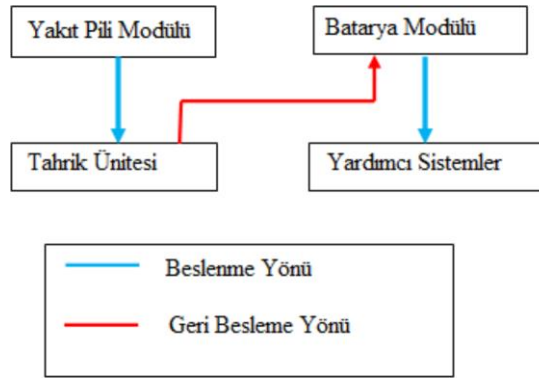 Yakıt Pili Modülü
Batarya Modülü
Tahrik Ünitesi
Yardımcı Sistemler
Beslenme Yönü
Geri Besleme Yönü